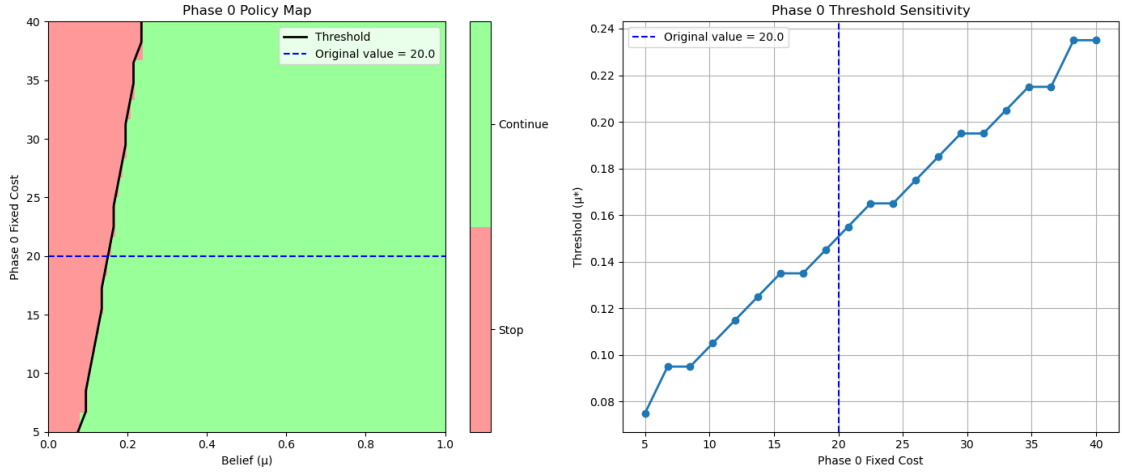 Phase 0 Policy Map
40
35
30
25
20
15
10
5
Phase 0 Fixed Cost
Threshold
Original value = 20.0
0.0 0.2 0.4 0.6 0.8 1.0
Belief (μ)
Continue
Stop
Phase 0 Threshold Sensitivity
Original value = 20.0
0.24
0.22
0.20
0.18
0.16
0.14
0.12
0.10
0.08
Threshold (μ*)
5 10 15 20 25 30 35 40
Phase 0 Fixed Cost